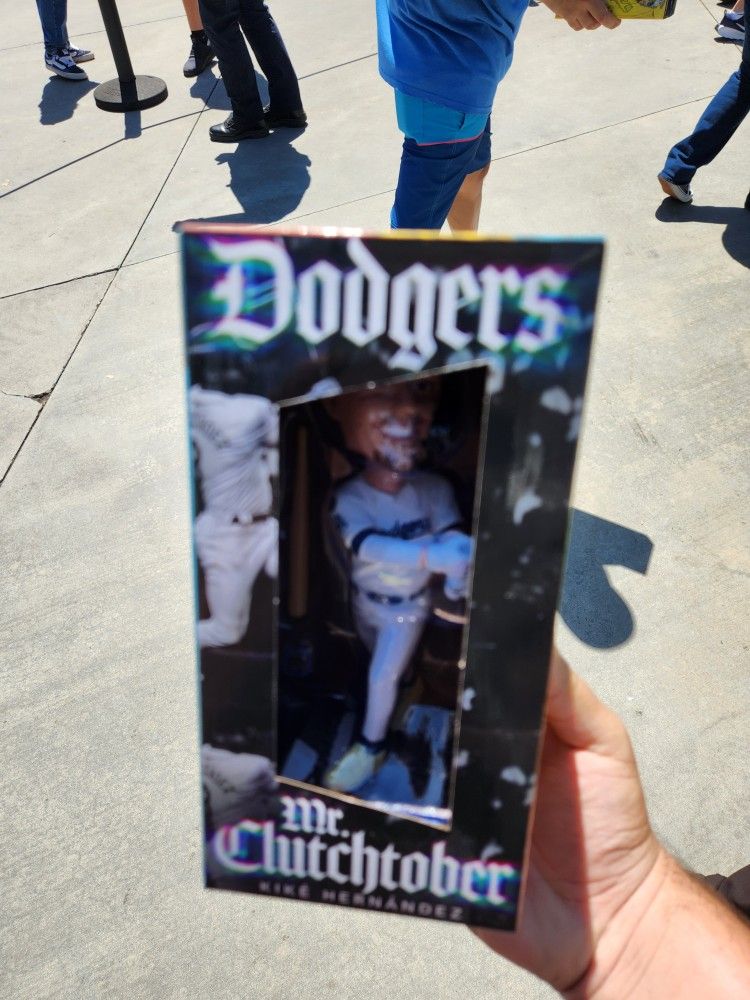 Dodgers
Mr.
Clutchtober
KIKÉ HERNÁNDEZ